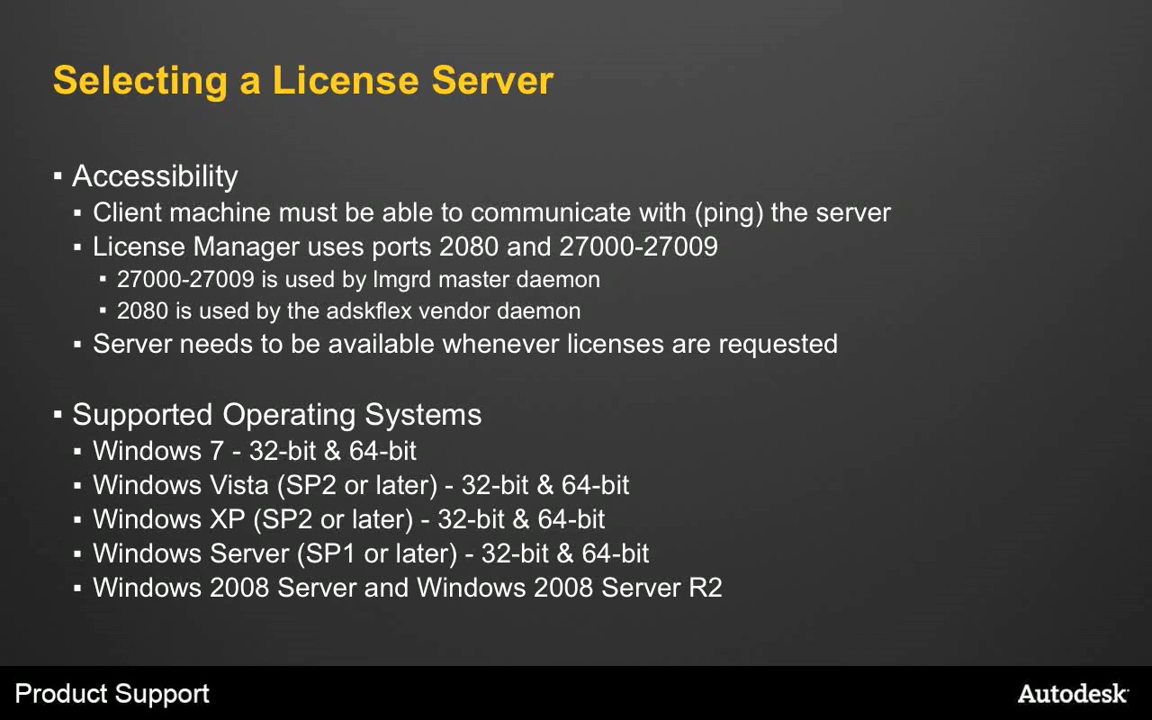 Selecting a License Server
▪ Accessibility
▪ Client machine must be able to communicate with (ping) the server
▪ License Manager uses ports 2080 and 27000-27009
▪ 27000-27009 is used by lmgrd master daemon
▪ 2080 is used by the adskflex vendor daemon
▪ Server needs to be available whenever licenses are requested
▪ Supported Operating Systems
▪ Windows 7 - 32-bit & 64-bit
▪ Windows Vista (SP2 or later) - 32-bit & 64-bit
▪ Windows XP (SP2 or later) - 32-bit & 64-bit
▪ Windows Server (SP1 or later) - 32-bit & 64-bit
▪ Windows 2008 Server and Windows 2008 Server R2
Product Support
Autodesk